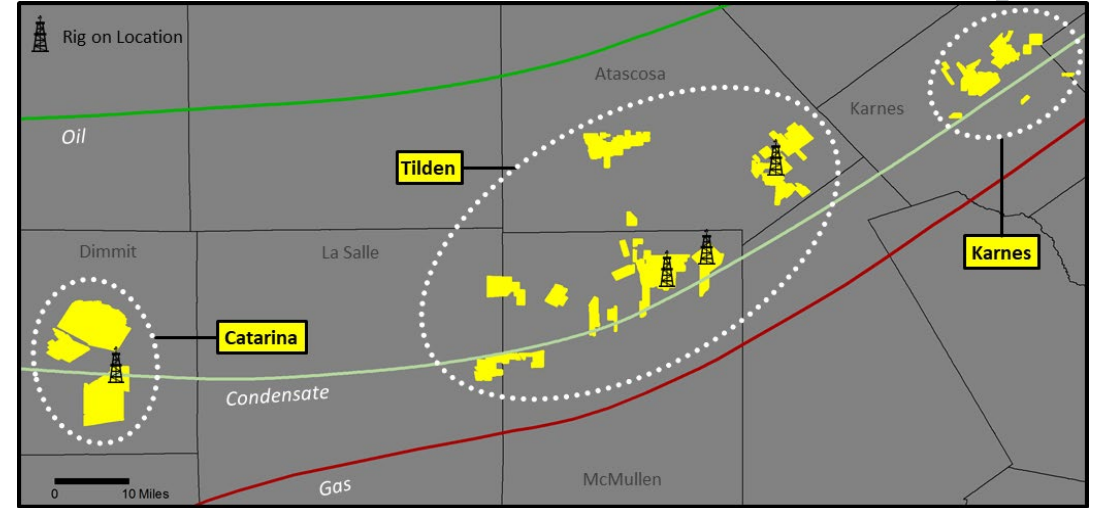 Rig on Location
Atascosa
Karnes
Oil
Tilden
Dimmit
La Salle
Karnes
Catarina
Condensate
Gas
McMullen
0 10 Miles